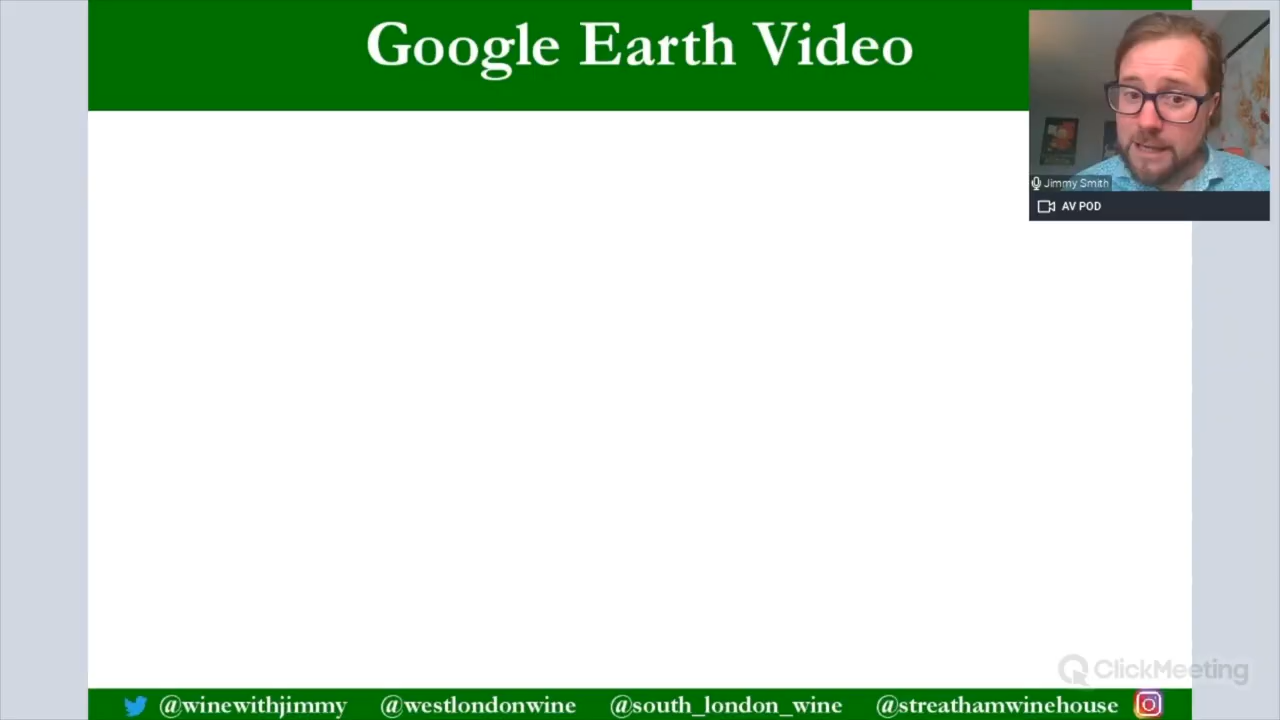 Google Earth Video
Jimmy Smith
AV POD
ClickMeeting
@winewithjimmy @westlondonwine @south_london_wine @streathamwinehouse